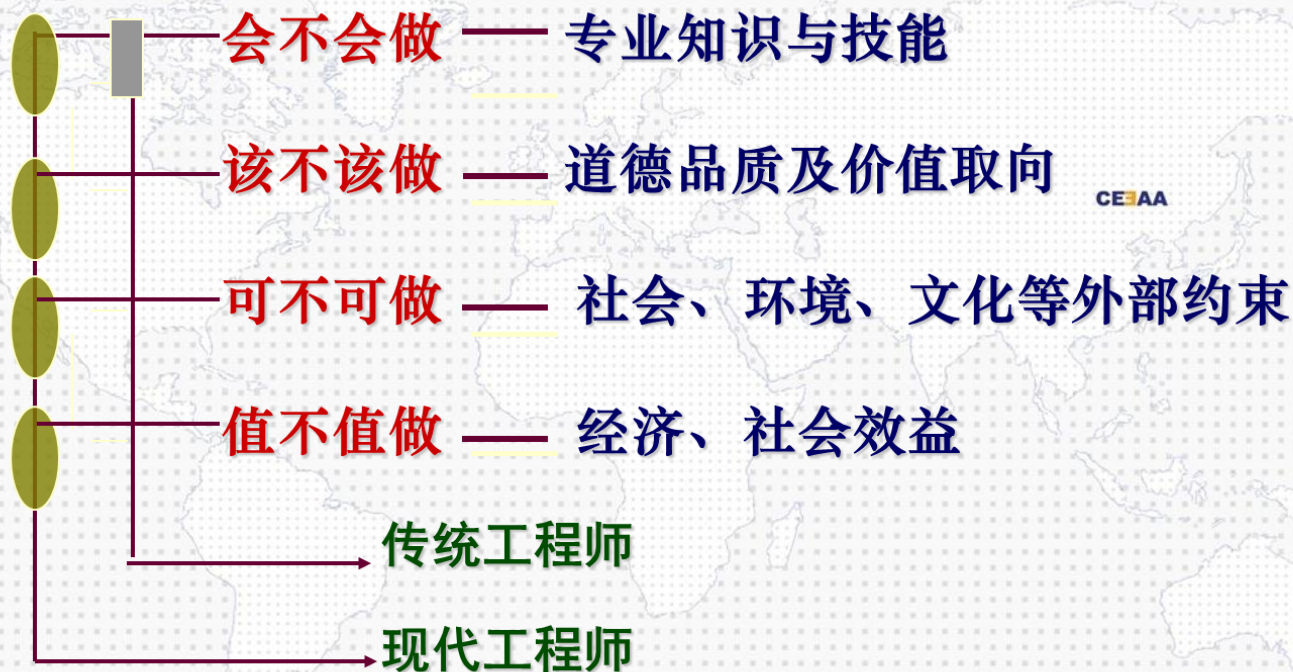 会不会做 专业知识与技能
该不该做 道德品质及价值取向
CEEAA
可不可做 社会、环境、文化等外部约束
值不值做 经济、社会效益
传统工程师
现代工程师